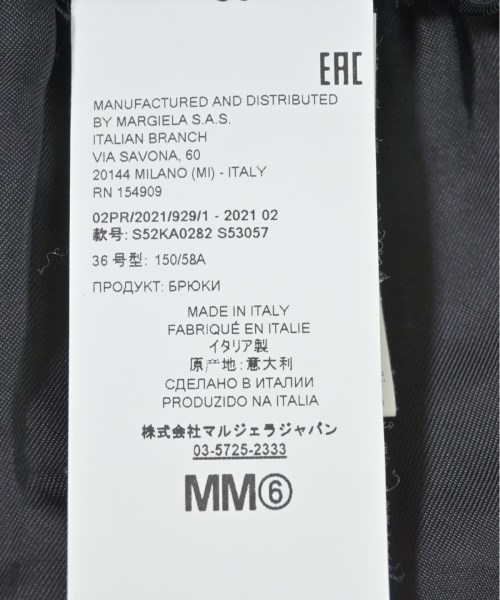 EAC
MANUFACTURED AND DISTRIBUTED
BY MARGIELA S.A.S.
ITALIAN BRANCH
VIA SAVONA, 60
20144 MILANO (MI) - ITALY
RN 154909
02PR/2021/929/1 - 2021 02
款号: S52KA0282 S53057
36 号型: 150/58A
ПРОДУКТ: БРЮКИ
MADE IN ITALY
FABRIQUÉ EN ITALIE
イタリア製
原产地:意大利
СДЕЛАНО В ИТАЛИИ
PRODUZIDO NA ITALIA
株式会社マルジェラジャパン
03-5725-2333
MM⑥